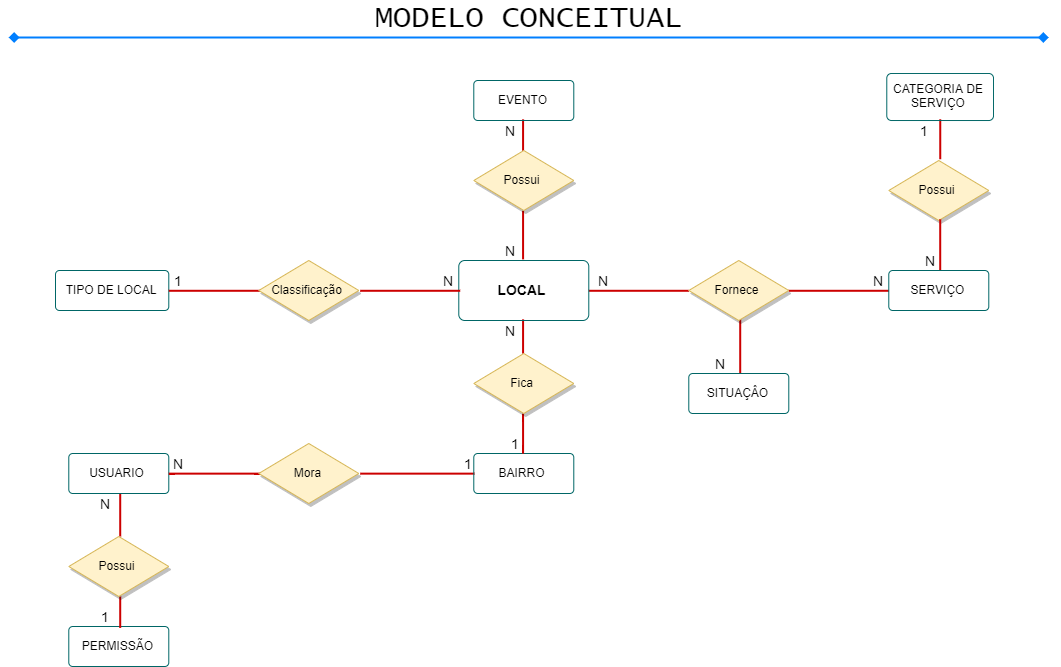 MODELO CONCEITUAL
EVENTO
N
Possui
N
CATEGORIA DE
SERVIÇO
1
Possui
N
TIPO DE LOCAL
1
Classificação
N
LOCAL
N
Fornece
N
SERVIÇO
N
SITUAÇÂO
N
Fica
1
USUARIO
N
Mora
1
BAIRRO
N
Possui
1
PERMISSÃO